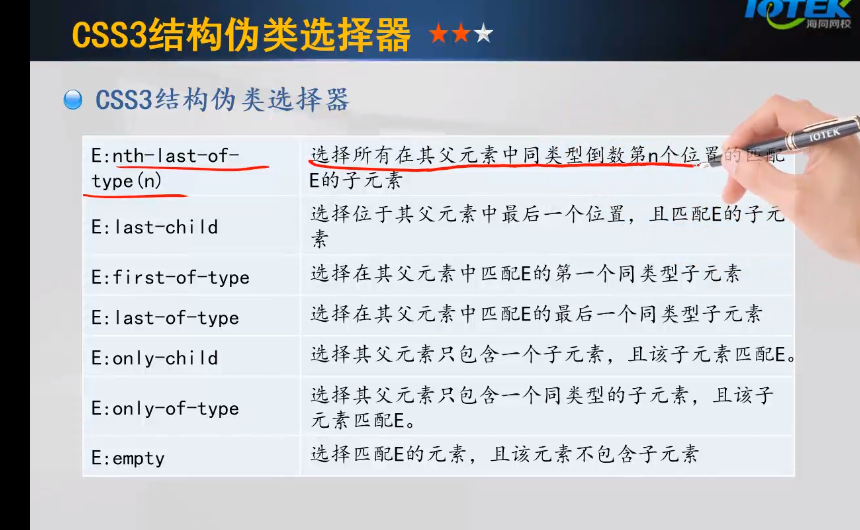 CSS3结构伪类选择器
IOTEK
海同网校
CSS3结构伪类选择器
E:nth-last-of-
type(n)
选择所有在其父元素中同类型倒数第n个位置的匹配
E的子元素
E:last-child
选择位于其父元素中最后一个位置，且匹配E的子元
素
E:first-of-type
选择在其父元素中匹配E的第一个同类型子元素
E:last-of-type
选择在其父元素中匹配E的最后一个同类型子元素
E:only-child
选择其父元素只包含一个子元素，且该子元素匹配E。
E:only-of-type
选择其父元素只包含一个同类型的子元素，且该子
元素匹配E。
E:empty
选择匹配E的元素，且该元素不包含子元素
IOTEK